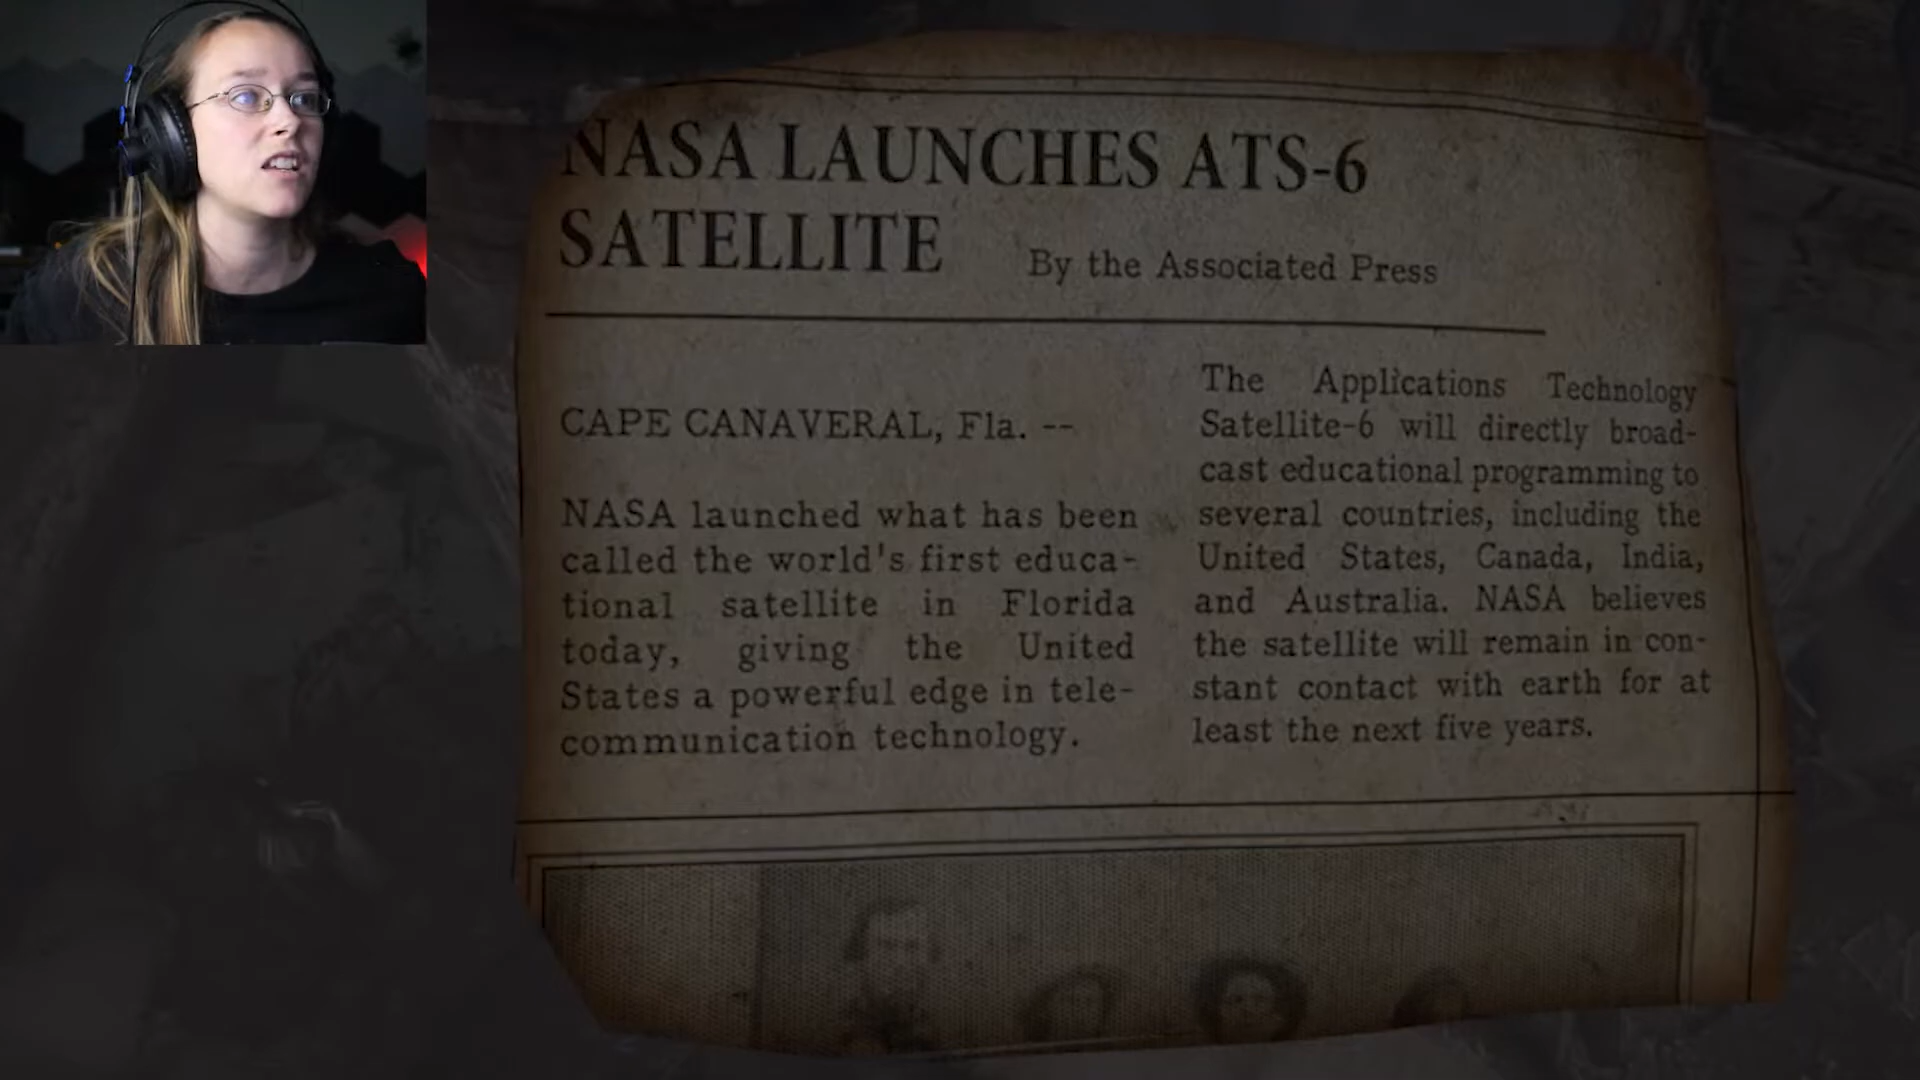 NASA LAUNCHES ATS-6
SATELLITE
By the Associated Press
CAPE CANAVERAL, Fla. --
NASA launched what has been
called the world's first educa-
tional satellite in Florida
today, giving the United
States a powerful edge in tele-
communication technology.
The Applications Technology
Satellite-6 will directly broad-
cast educational programming to
several countries, including the
United States, Canada, India,
and Australia. NASA believes
the satellite will remain in con-
stant contact with earth for at
least the next five years.